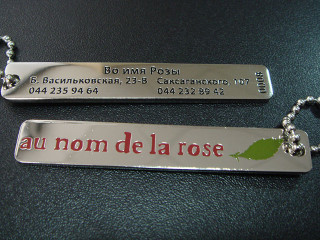 Во имя Розы
Б. Васильковская, 23-В Саксаганского, 107
044 235 94 64 044 232 89 42
au nom de la rose